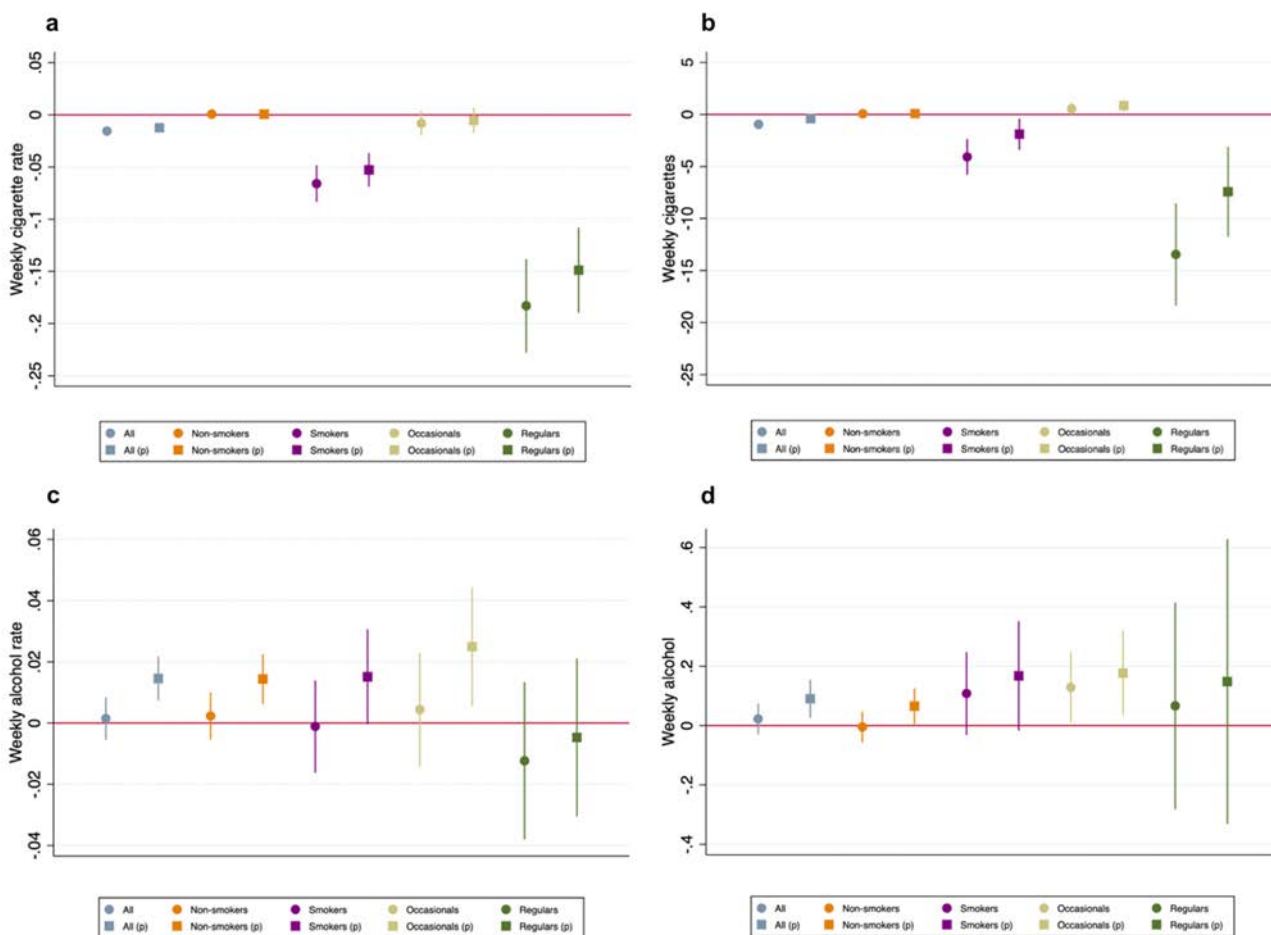 a
Weekly cigarette rate
.05
0
-.05
-.1
-.15
-.2
-.25
All Non-smokers Smokers Occasionals Regulars
All (p) Non-smokers (p) Smokers (p) Occasionals (p) Regulars (p)
b
Weekly cigarettes
5
0
-5
-10
-15
-20
-25
All Non-smokers Smokers Occasionals Regulars
All (p) Non-smokers (p) Smokers (p) Occasionals (p) Regulars (p)
c
Weekly alcohol rate
.06
.04
.02
0
-.02
-.04
All Non-smokers Smokers Occasionals Regulars
All (p) Non-smokers (p) Smokers (p) Occasionals (p) Regulars (p)
d
Weekly alcohol
.6
.4
.2
0
-.2
-.4
All Non-smokers Smokers Occasionals Regulars
All (p) Non-smokers (p) Smokers (p) Occasionals (p) Regulars (p)